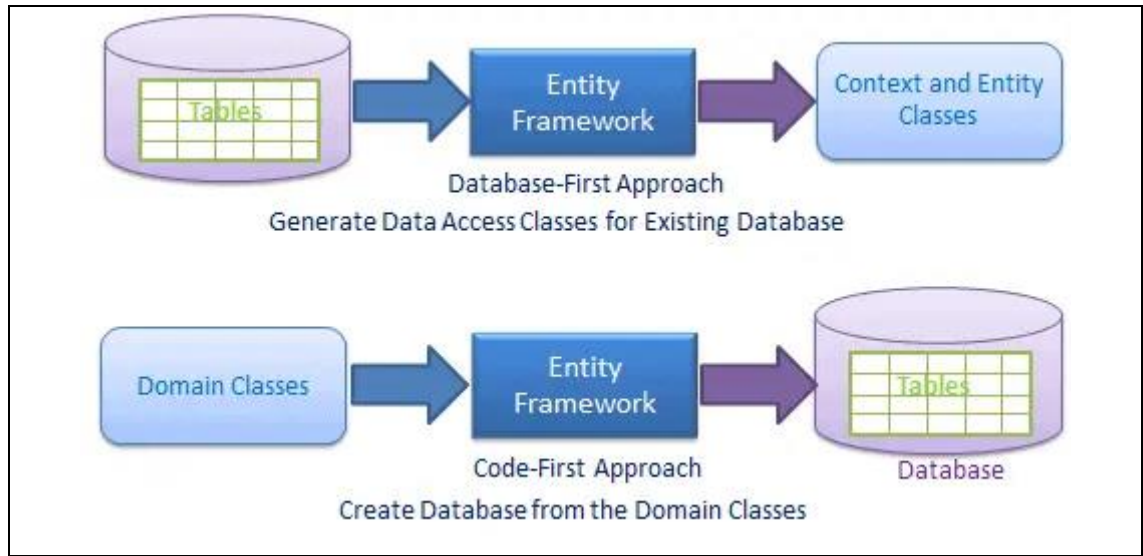 Tables
Entity
Framework
Context and Entity
Classes
Database-First Approach
Generate Data Access Classes for Existing Database
Domain Classes
Entity
Framework
Tables
Code-First Approach
Database
Create Database from the Domain Classes